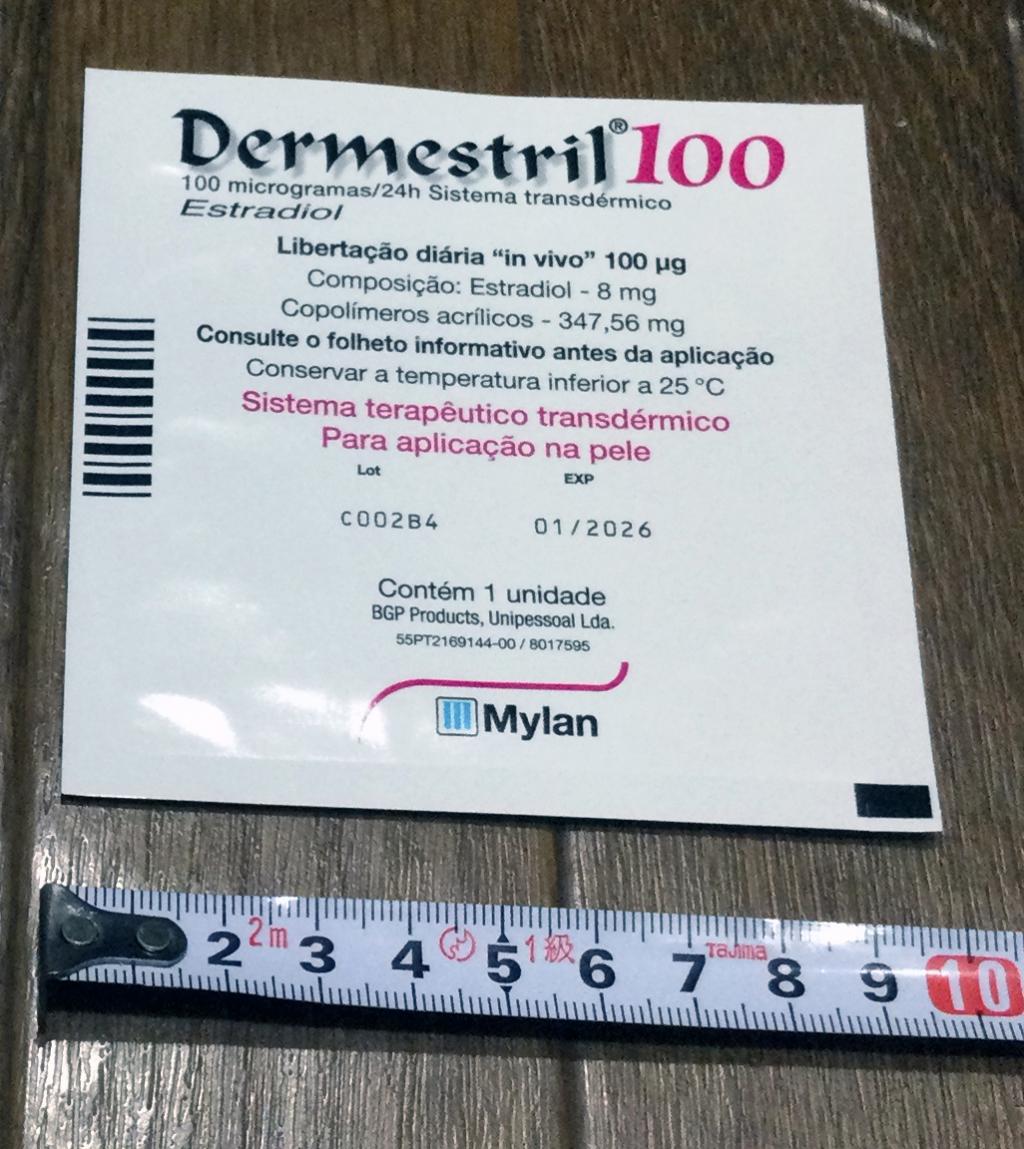 Dermestril®100
100 microgramas/24h Sistema transdérmico
Estradiol
Libertação diária “in vivo” 100 µg
Composição: Estradiol - 8 mg
Copolímeros acrílicos - 347,56 mg
Consulte o folheto informativo antes da aplicação
Conservar a temperatura inferior a 25 °C
Sistema terapêutico transdérmico
Para aplicação na pele
Lot EXP
C002B4 01/2026
Contém 1 unidade
BGP Products, Unipessoal Lda.
55PT2169144-00 / 8017595
Mylan
2 2m 3 4 5 1級 6 7 Tajima 8 9 10